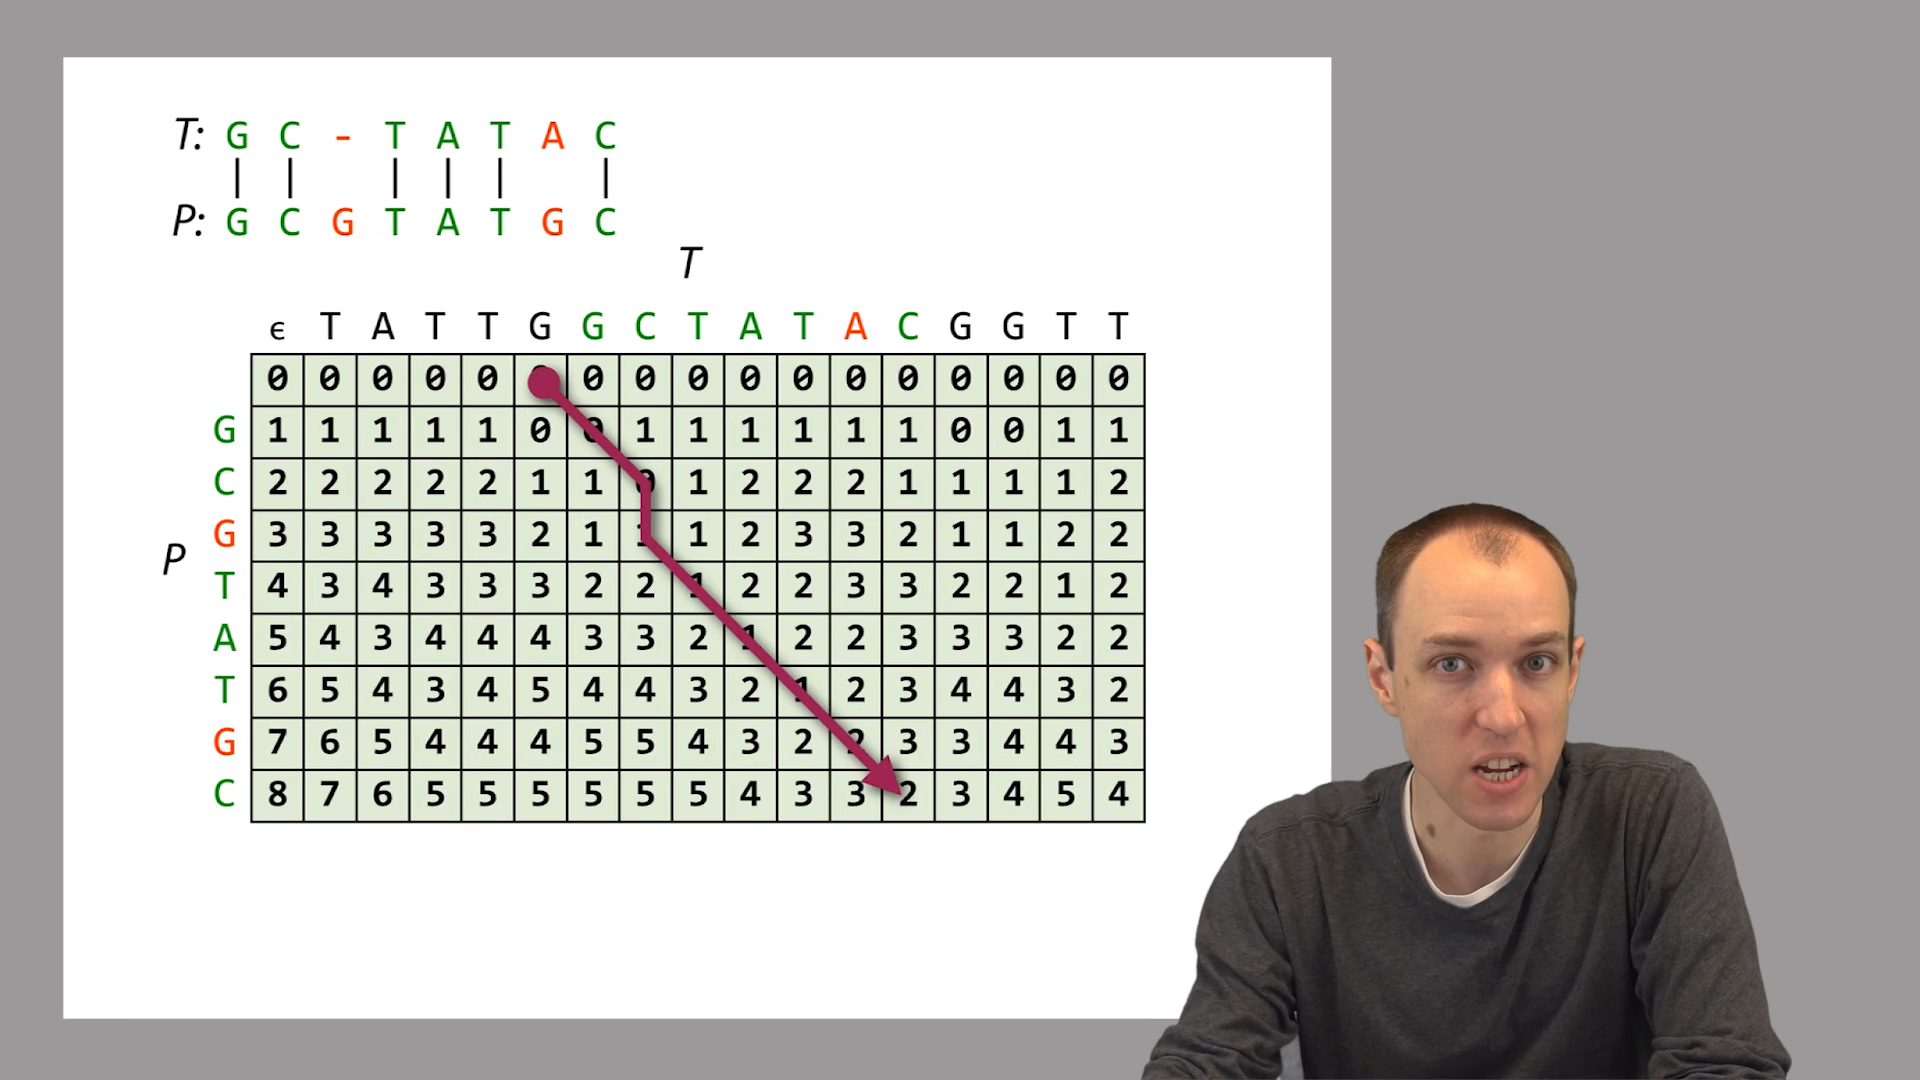 T: G C - T A T A C
| | | | | |
P: G C G T A T G C
T
ϵ T A T T G G C T A T A C G G T T
0 0 0 0 0 0 0 0 0 0 0 0 0 0 0 0
G 1 1 1 1 1 0 0 1 1 1 1 1 1 0 0 1 1
C 2 2 2 2 2 1 1 0 1 2 2 2 1 1 1 1 2
G 3 3 3 3 3 2 1 1 1 2 3 3 2 1 1 2 2
P
T 4 3 4 3 3 3 2 2 1 2 2 3 3 2 2 1 2
A 5 4 3 4 4 4 3 3 2 1 2 2 3 3 3 2 2
T 6 5 4 3 4 5 4 4 3 2 1 2 3 4 4 3 2
G 7 6 5 4 4 4 5 5 4 3 2 2 3 3 4 4 3
C 8 7 6 5 5 5 5 5 5 4 3 3 2 3 4 5 4